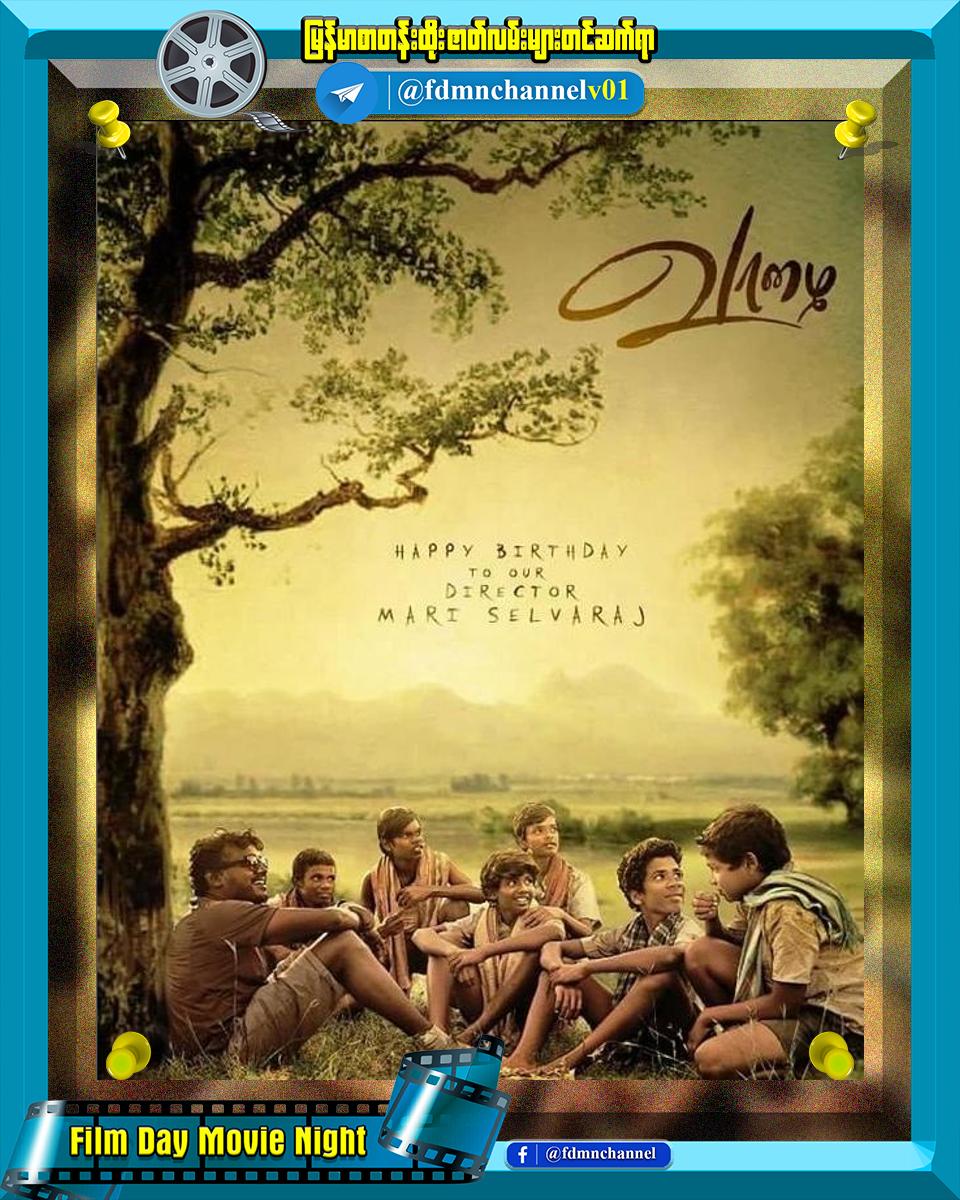 မြန်မာစာတန်းထိုးဇာတ်လမ်းများတင်ဆက်ရာ
@fdmnchannelv01
வாழை
HAPPY BIRTHDAY
TO OUR
DIRECTOR
MARI SELVARAJ
Film Day Movie Night
@fdmnchannel